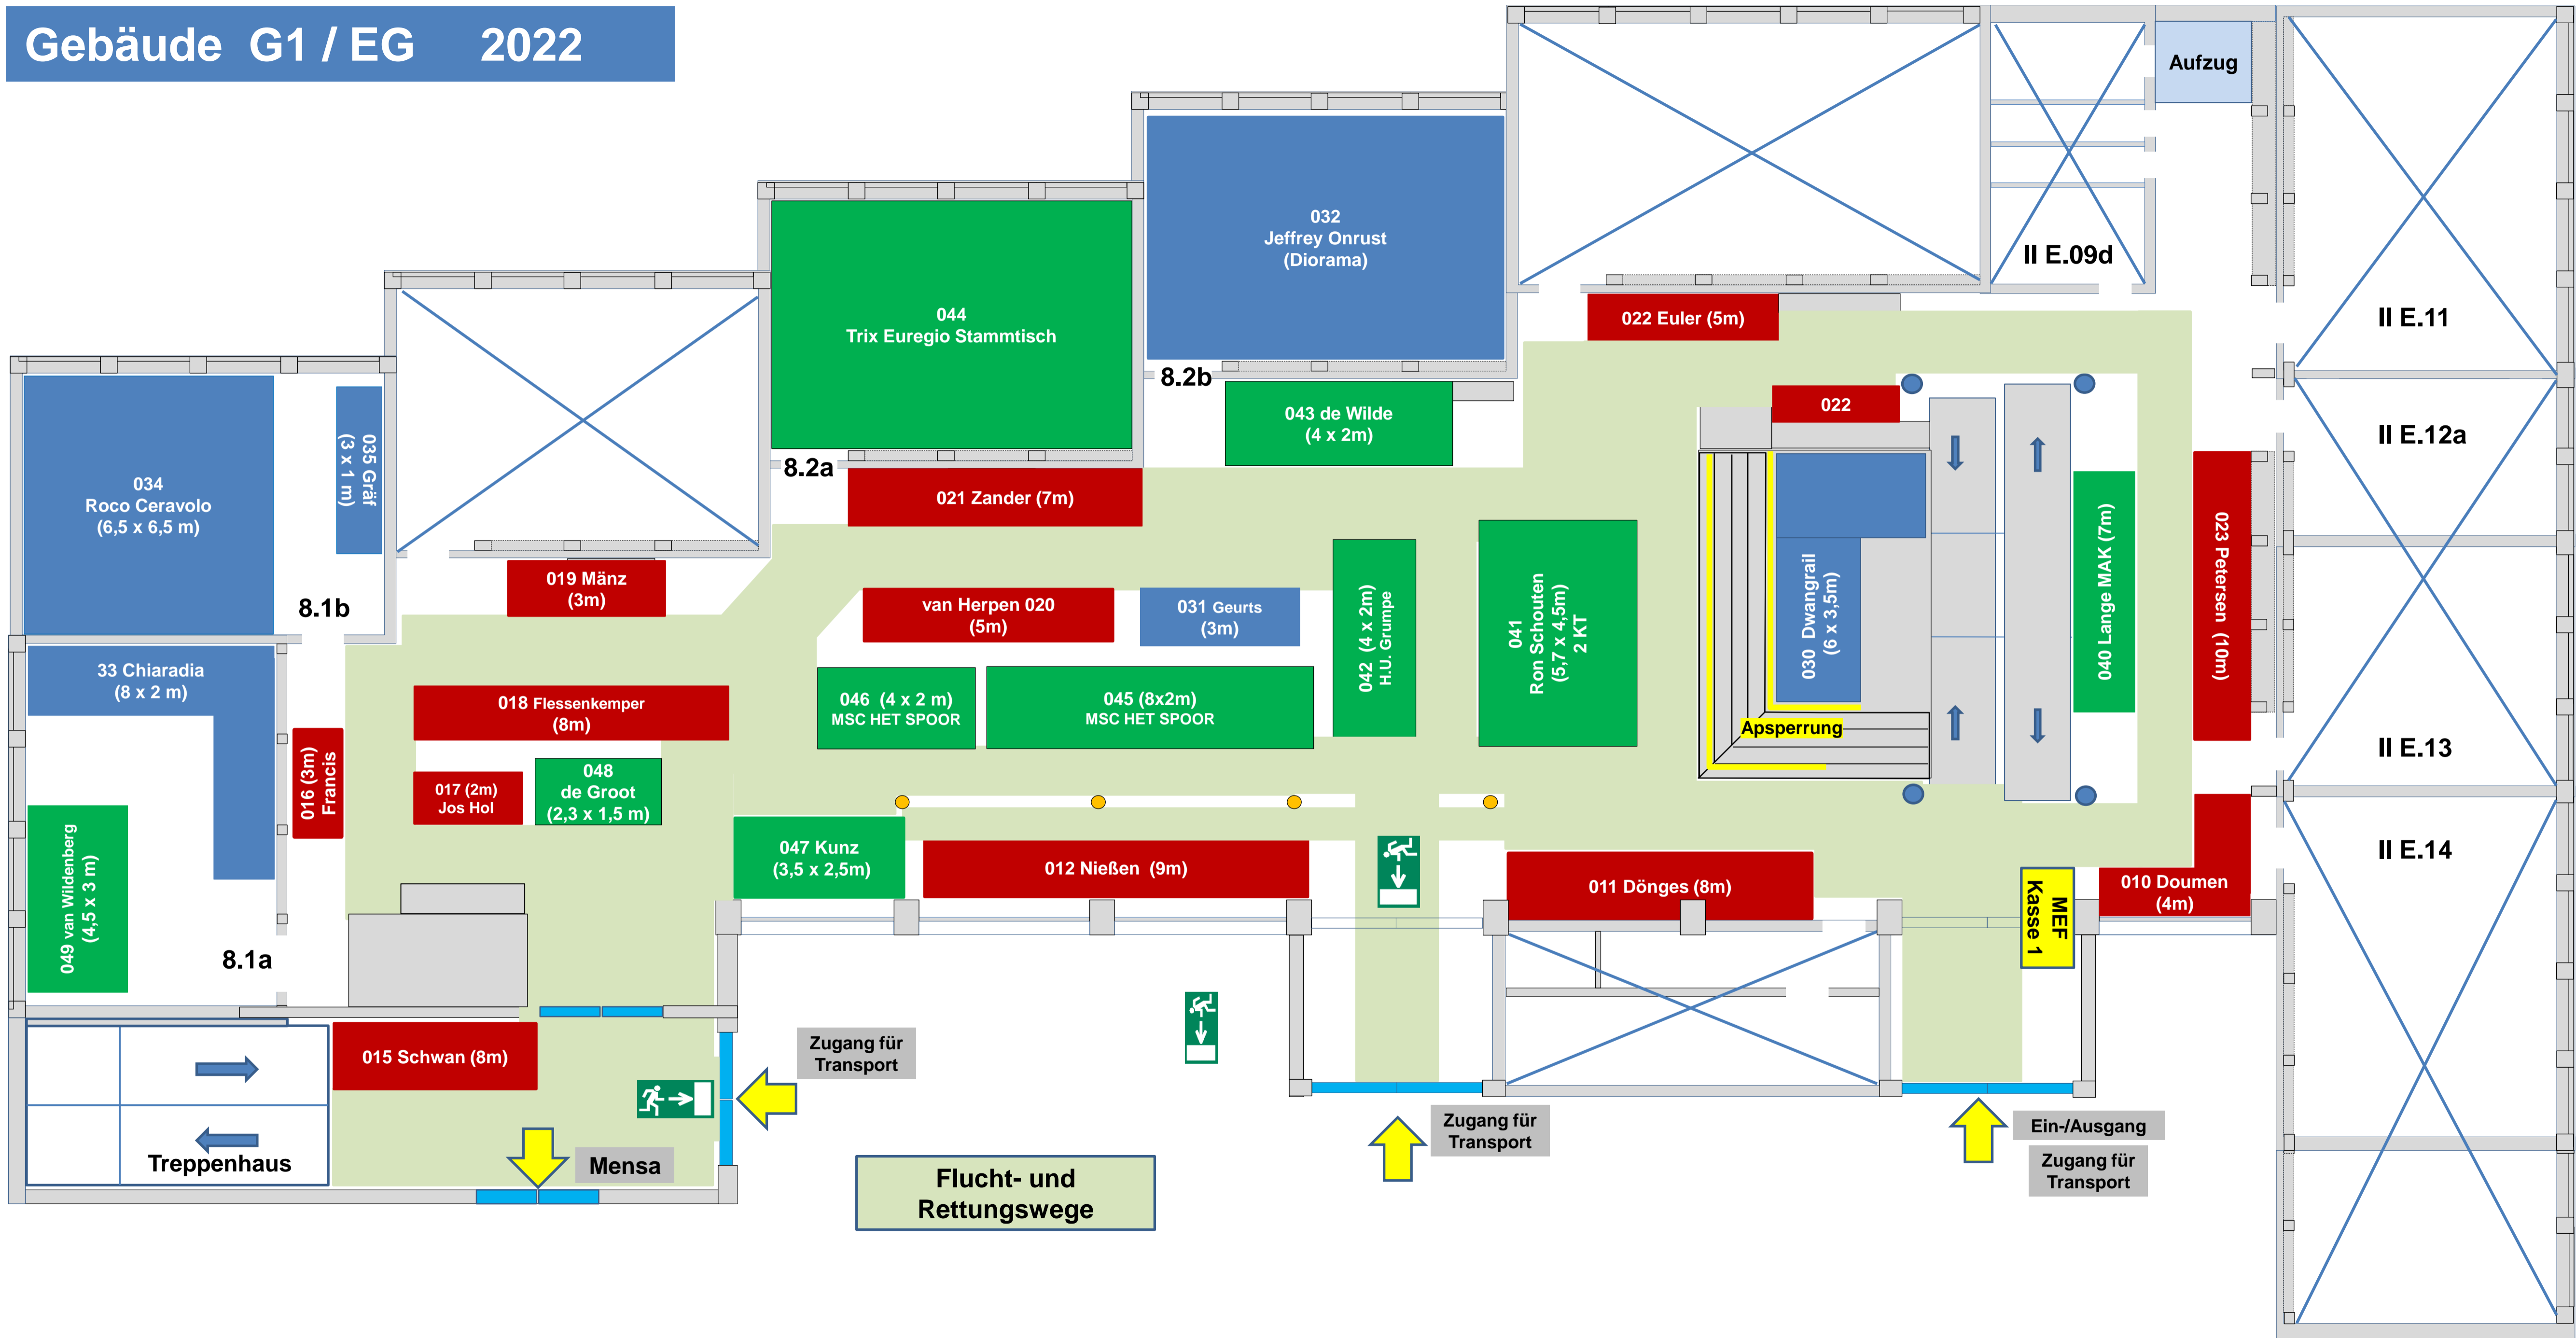 Gebäude G1 / EG 2022
Aufzug
032
Jeffrey Onrust
(Diorama)
II E.09d
044
Trix Euregio Stammtisch
022 Euler (5m)
II E.11
8.2b
043 de Wilde
(4 x 2m)
022
II E.12a
034
Roco Ceravolo
(6,5 x 6,5 m)
035 Gräf
(3 x 1 m)
8.2a
021 Zander (7m)
019 Mänz
(3m)
8.1b
van Herpen 020
(5m)
031 Geurts
(3m)
042 (4 x 2m)
H.U. Grumpe
041
Ron Schouten
(5,7 x 4,5m)
2 KT
030 Dwangrail
(6 x 3,5m)
040 Lange MAK (7m)
023 Petersen (10m)
33 Chiaradia
(8 x 2 m)
018 Flessenkemper
(8m)
046 (4 x 2 m)
MSC HET SPOOR
045 (8x2m)
MSC HET SPOOR
Apsperrung
II E.13
016 (3m)
Francis
017 (2m)
Jos Hol
048
de Groot
(2,3 x 1,5 m)
049 van Wildenberg
(4,5 x 3 m)
047 Kunz
(3,5 x 2,5m)
012 Nießen (9m)
011 Dönges (8m)
MEF
Kasse 1
010 Doumen
(4m)
II E.14
8.1a
015 Schwan (8m)
Zugang für
Transport
Treppenhaus
Mensa
Flucht- und
Rettungswege
Zugang für
Transport
Ein-/Ausgang
Zugang für
Transport